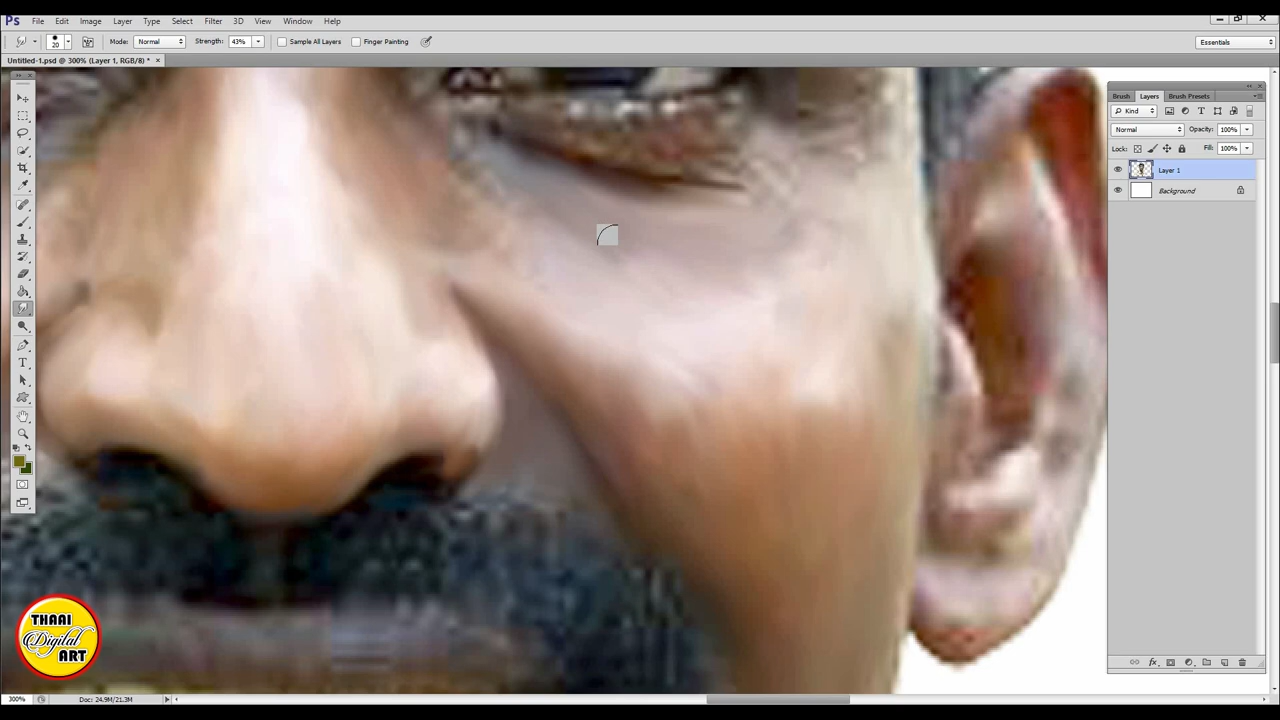 Ps File Edit Image Layer Type Select Filter 3D View Window Help
20 Mode: Normal Strength: 43% Sample All Layers Finger Painting Essentials
Untitled-1.psd @ 300% (Layer 1, RGB/8) * ×
Brush Layers Brush Presets
Kind
Normal Opacity: 100%
Lock: Fill: 100%
Layer 1
Background
THAAI
Digital
ART
300% Doc: 24.9M/21.3M